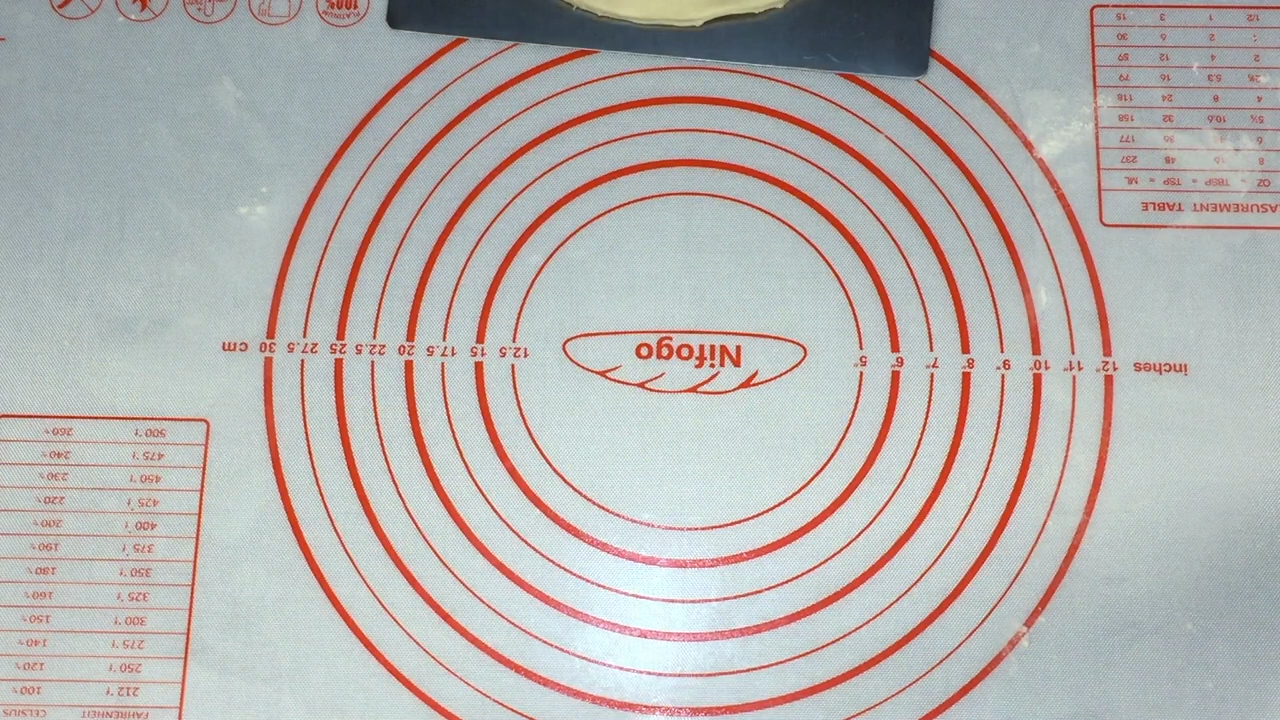 FAHRENHEIT CELSIUS
212°f 100°c
250°f 120°c
275°f 140°c
300°f 150°c
325°f 160°c
350°f 180°c
375°f 190°c
400°f 200°c
425°f 220°c
450°f 230°c
475°f 240°c
500°f 260°c
inches 12" 11" 10" 9" 8" 7" 6" 5"
Nifogo
12.5 15 17.5 20 22.5 25 27.5 30 cm
ASUREMENT TABLE
OZ = TBSP = TSP = ML
8 16 48 237
6 36 177
5⅓ 10.6 32 158
4 8 24 118
2⅔ 5.3 16 79
2 4 12 59
1 2 6 30
1/2 1 3 15
100%
PLATINUM